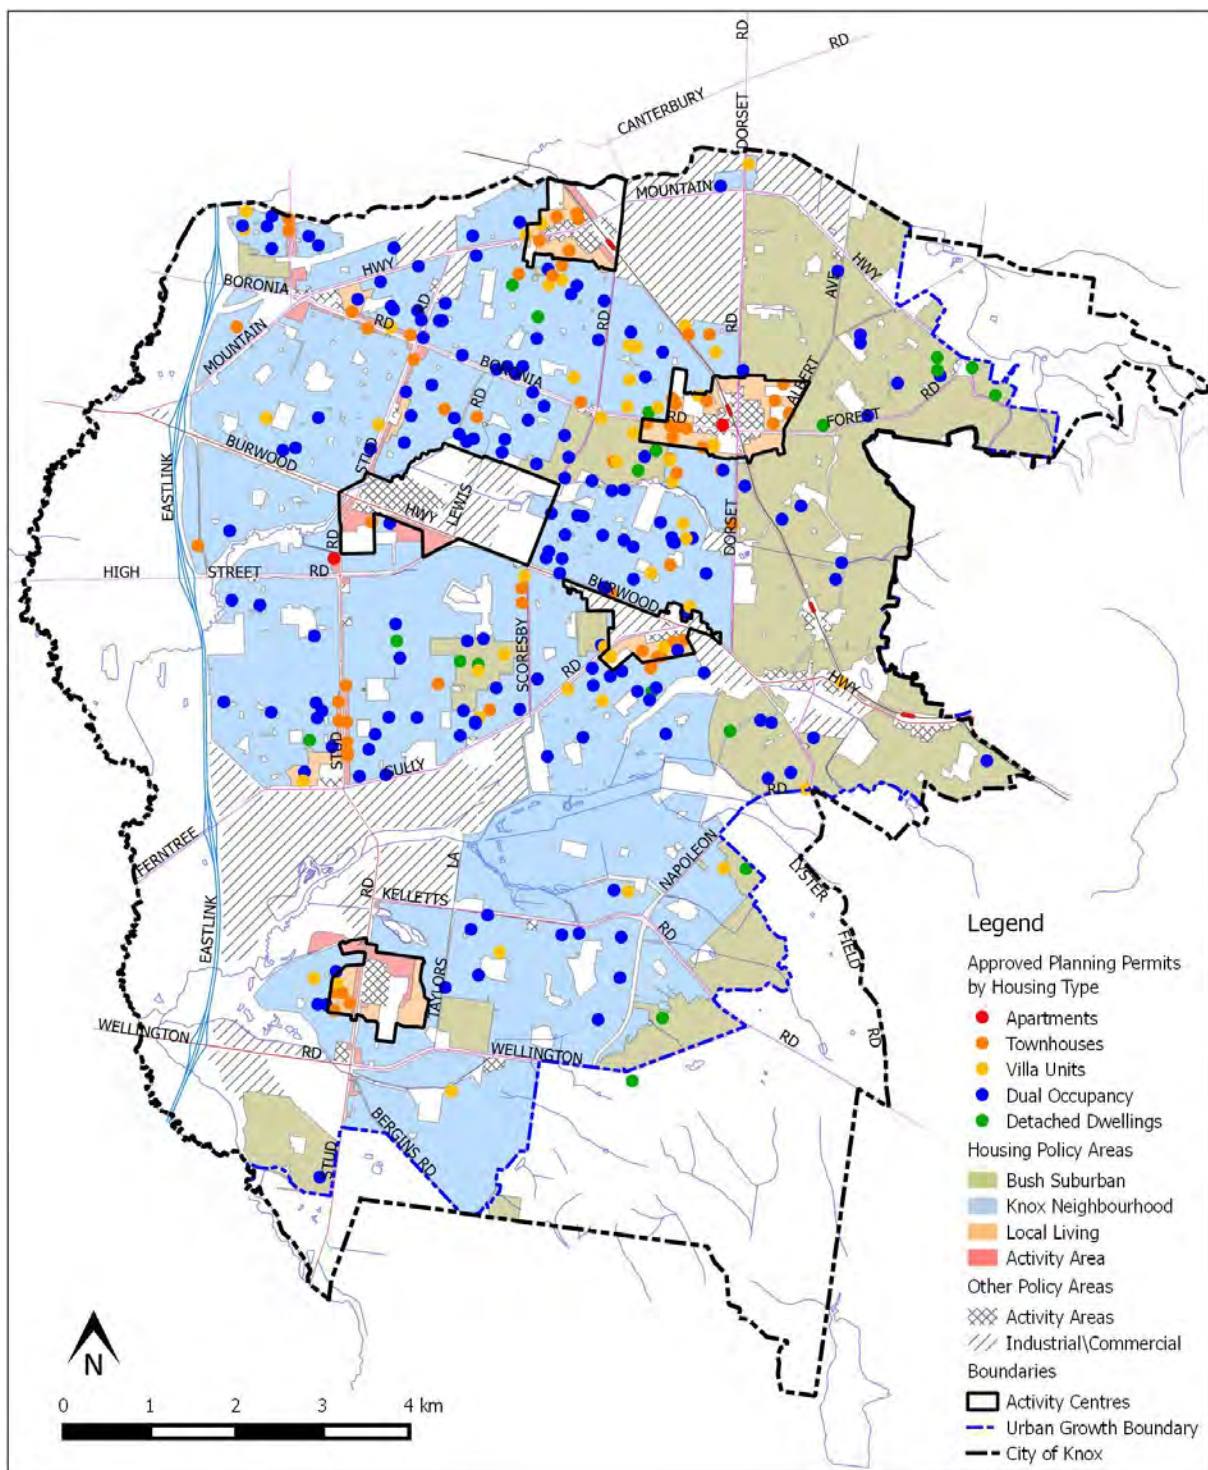 RD
RD
CANTERBURY
DORSET
MOUNTAIN
HWY
BORONIA
HWY
RD
RD
AVE
MOUNTAIN
RD
BORONIA
RD
RD
ALBERT
RD
RD
RD
FOREST
BURWOOD
STUD
EASTLINK
LEWIS
HWY
RD
DORSET
HIGH
STREET
RD
BURWOOD
SCORESBY
RD
HWY
STUD
GULLY
RD
FERNTREE
LA
NAPOLEON
LYSTER
RD
KELLETTS
RD
EASTLINK
FIELD
TAYLORS
WELLINGTON
RD
WELLINGTON
RD
RD
BERGINS RD
STUD
Legend
Approved Planning Permits
by Housing Type
Apartments
Townhouses
Villa Units
Dual Occupancy
Detached Dwellings
Housing Policy Areas
Bush Suburban
Knox Neighbourhood
Local Living
Activity Area
Other Policy Areas
Activity Areas
Industrial\Commercial
Boundaries
Activity Centres
Urban Growth Boundary
City of Knox
N
0 1 2 3 4 km